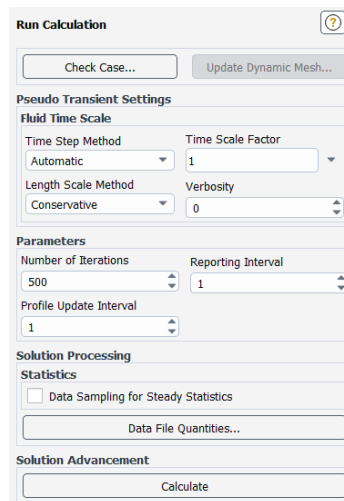 Run Calculation
?
Check Case... Update Dynamic Mesh...
Pseudo Transient Settings
Fluid Time Scale
Time Step Method Time Scale Factor
Automatic 1
Length Scale Method Verbosity
Conservative 0
Parameters
Number of Iterations Reporting Interval
500 1
Profile Update Interval
1
Solution Processing
Statistics
Data Sampling for Steady Statistics
Data File Quantities...
Solution Advancement
Calculate